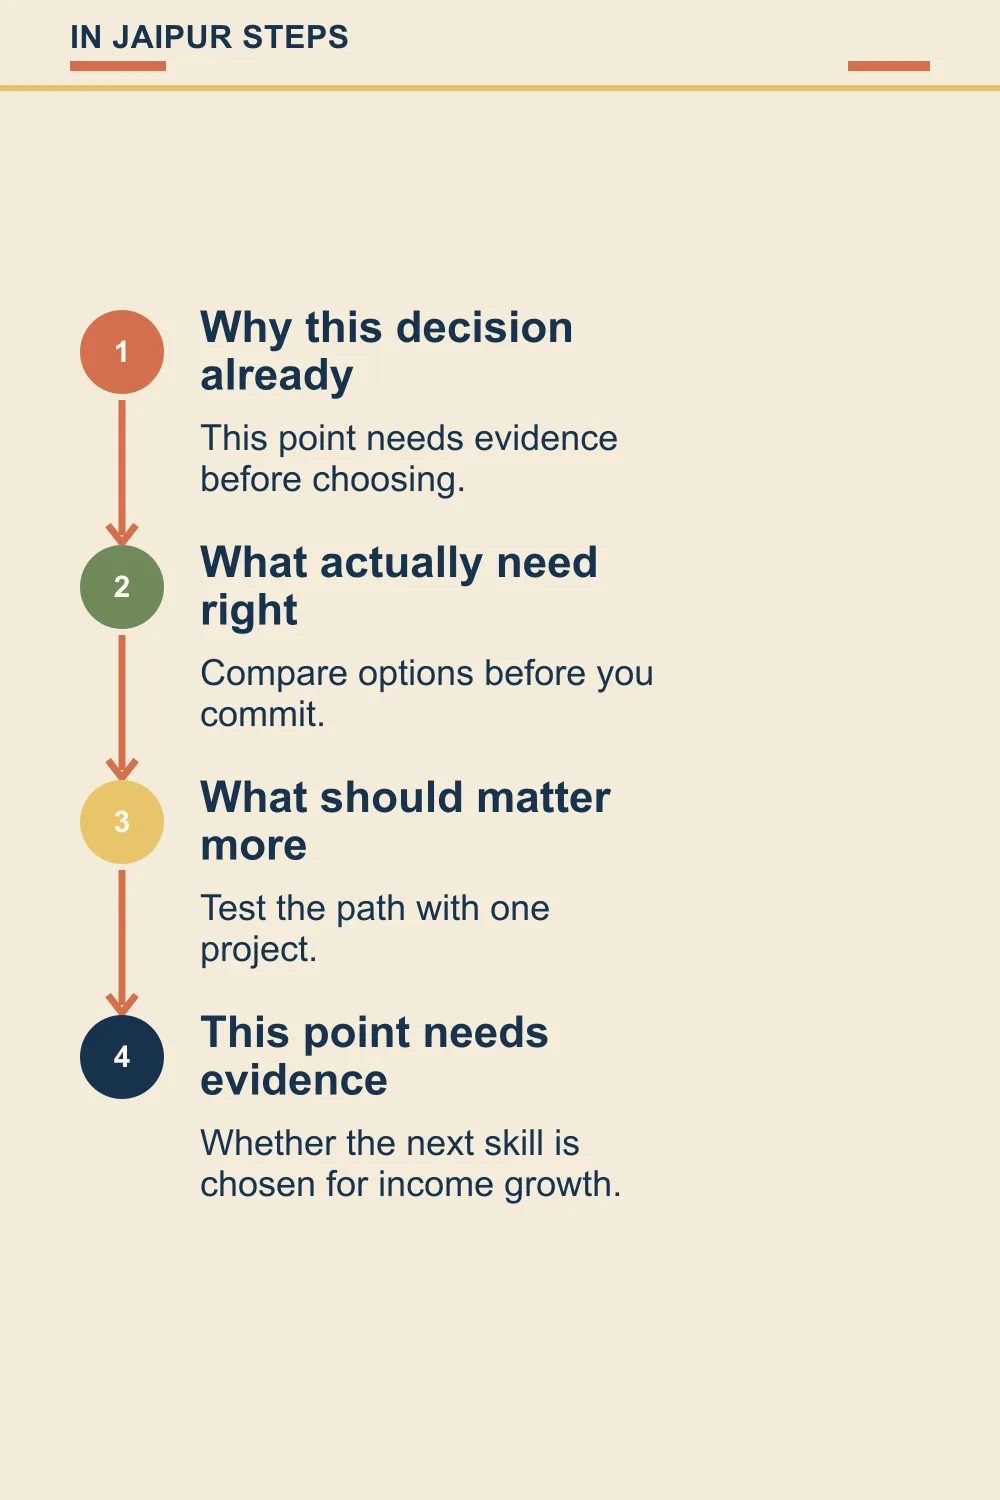 IN JAIPUR STEPS
1
Why this decision
already
This point needs evidence
before choosing.
2
What actually need
right
Compare options before you
commit.
3
What should matter
more
Test the path with one
project.
4
This point needs
evidence
Whether the next skill is
chosen for income growth.